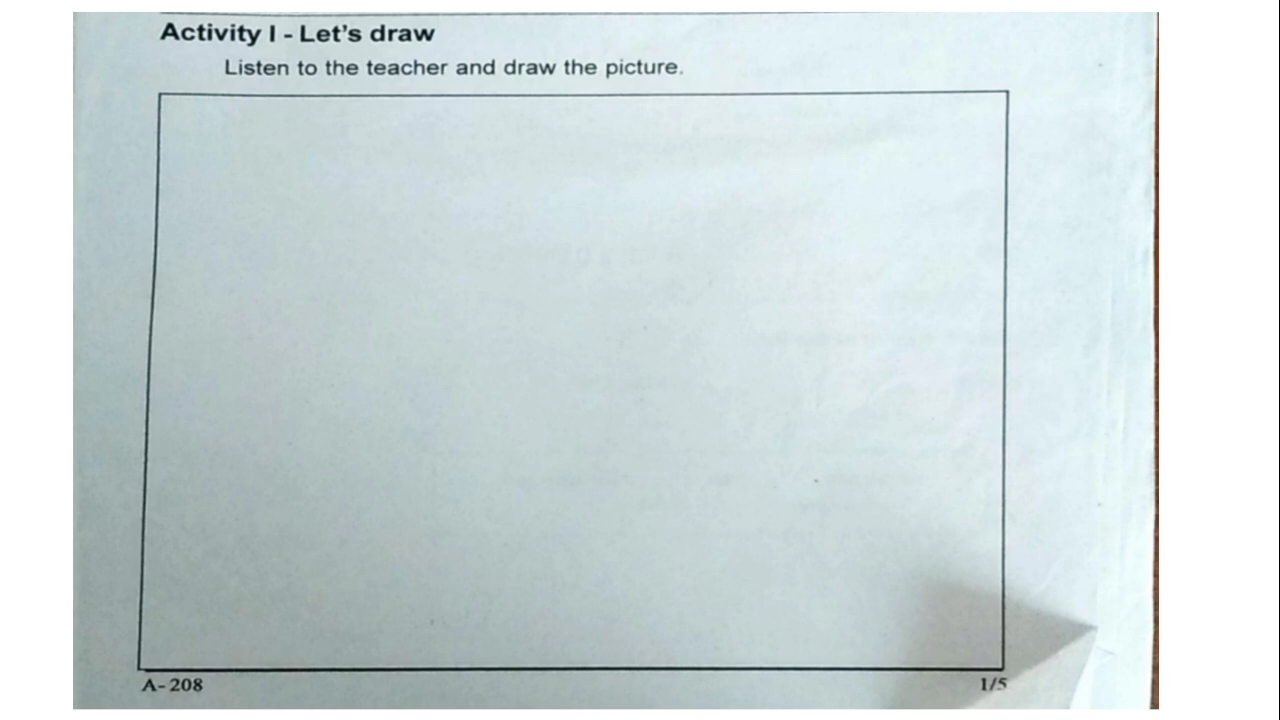 Activity I - Let's draw
Listen to the teacher and draw the picture.
A- 208
1/5